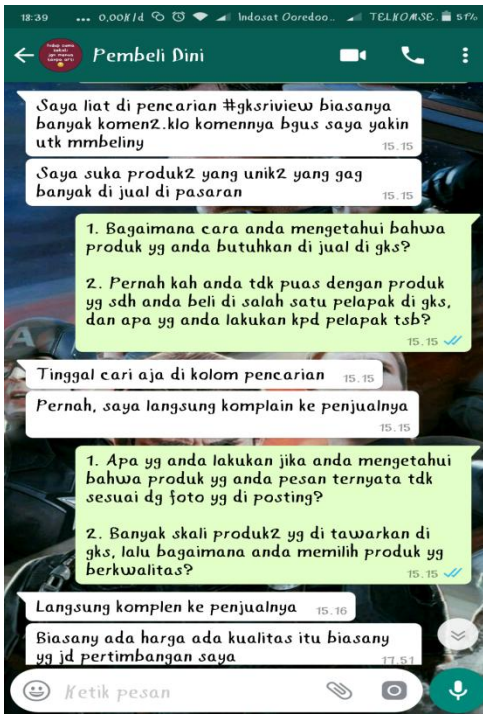 18:39 ... 0,00K/d Indosat Ooredoo.. TELKOMSE. 51%
Pembeli Dini
Saya liat di pencarian #gksriview biasanya
banyak komen2.klo komennya bgus saya yakin
utk mmbeliny 15.15
Saya suka produk2 yang unik2 yang gag
banyak di jual di pasaran 15.15
1. Bagaimana cara anda mengetahui bahwa
produk yg anda butuhkan di jual di gks?
2. Pernah kah anda tdk puas dengan produk
yg sdh anda beli di salah satu pelapak di gks,
dan apa yg anda lakukan kpd pelapak tsb?
15.15
Tinggal cari aja di kolom pencarian 15.15
Pernah, saya langsung komplain ke penjualnya
15.15
1. Apa yg anda lakukan jika anda mengetahui
bahwa produk yg anda pesan ternyata tdk
sesuai dg foto yg di posting?
2. Banyak skali produk2 yg di tawarkan di
gks, lalu bagaimana anda memilih produk yg
berkwalitas? 15.15
Langsung komplen ke penjualnya 15.16
Biasany ada harga ada kualitas itu biasany
yg jd pertimbangan saya 17.51
Ketik pesan